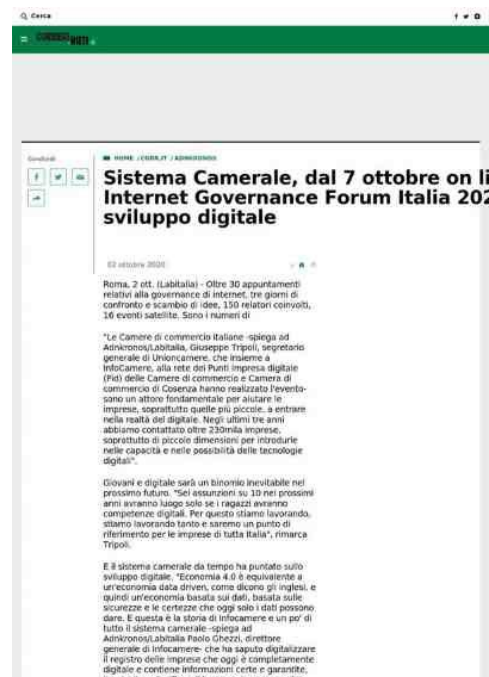 Cerca
CORRIERE
Condividi:
HOME / CORR.IT / ADNKRONOS
Sistema Camerale, dal 7 ottobre on li
Internet Governance Forum Italia 202
sviluppo digitale
02 ottobre 2020
Roma, 2 ott. (Labitalia) - Oltre 30 appuntamenti
relativi alla governance di internet, tre giorni di
confronto e scambio di idee, 150 relatori coinvolti,
16 eventi satellite. Sono i numeri di
"Le Camere di commercio italiane -spiega ad
Adnkronos/Labitalia, Giuseppe Tripoli, segretario
generale di Unioncamere, che insieme a
InfoCamere, alla rete dei Punti impresa digitale
(Pid) delle Camere di commercio e Camera di
commercio di Cosenza hanno realizzato l'evento-
sono un attore fondamentale per aiutare le
imprese, soprattutto quelle più piccole, a entrare
nella realtà del digitale. Negli ultimi tre anni
abbiamo contattato oltre 230mila imprese,
soprattutto di piccole dimensioni per introdurle
nelle capacità e nelle possibilità delle tecnologie
digitali".
Giovani e digitale sarà un binomio inevitabile nel
prossimo futuro. "Sei assunzioni su 10 nei prossimi
anni avranno luogo solo se i ragazzi avranno
competenze digitali. Per questo stiamo lavorando,
stiamo lavorando tanto e saremo un punto di
riferimento per le imprese di tutta Italia", rimarca
Tripoli.
E il sistema camerale da tempo ha puntato sullo
sviluppo digitale. "Economia 4.0 è equivalente a
un'economia data driven, come dicono gli inglesi, e
quindi un'economia basata sui dati, basata sulle
sicurezze e le certezze che oggi solo i dati possono
dare. E questa è la storia di Infocamere e un po' di
tutto il sistema camerale -spiega ad
Adnkronos/Labitalia Paolo Ghezzi, direttore
generale di Infocamere- che ha saputo digitalizzare
il registro delle imprese che oggi è completamente
digitale e contiene informazioni certe e garantite,